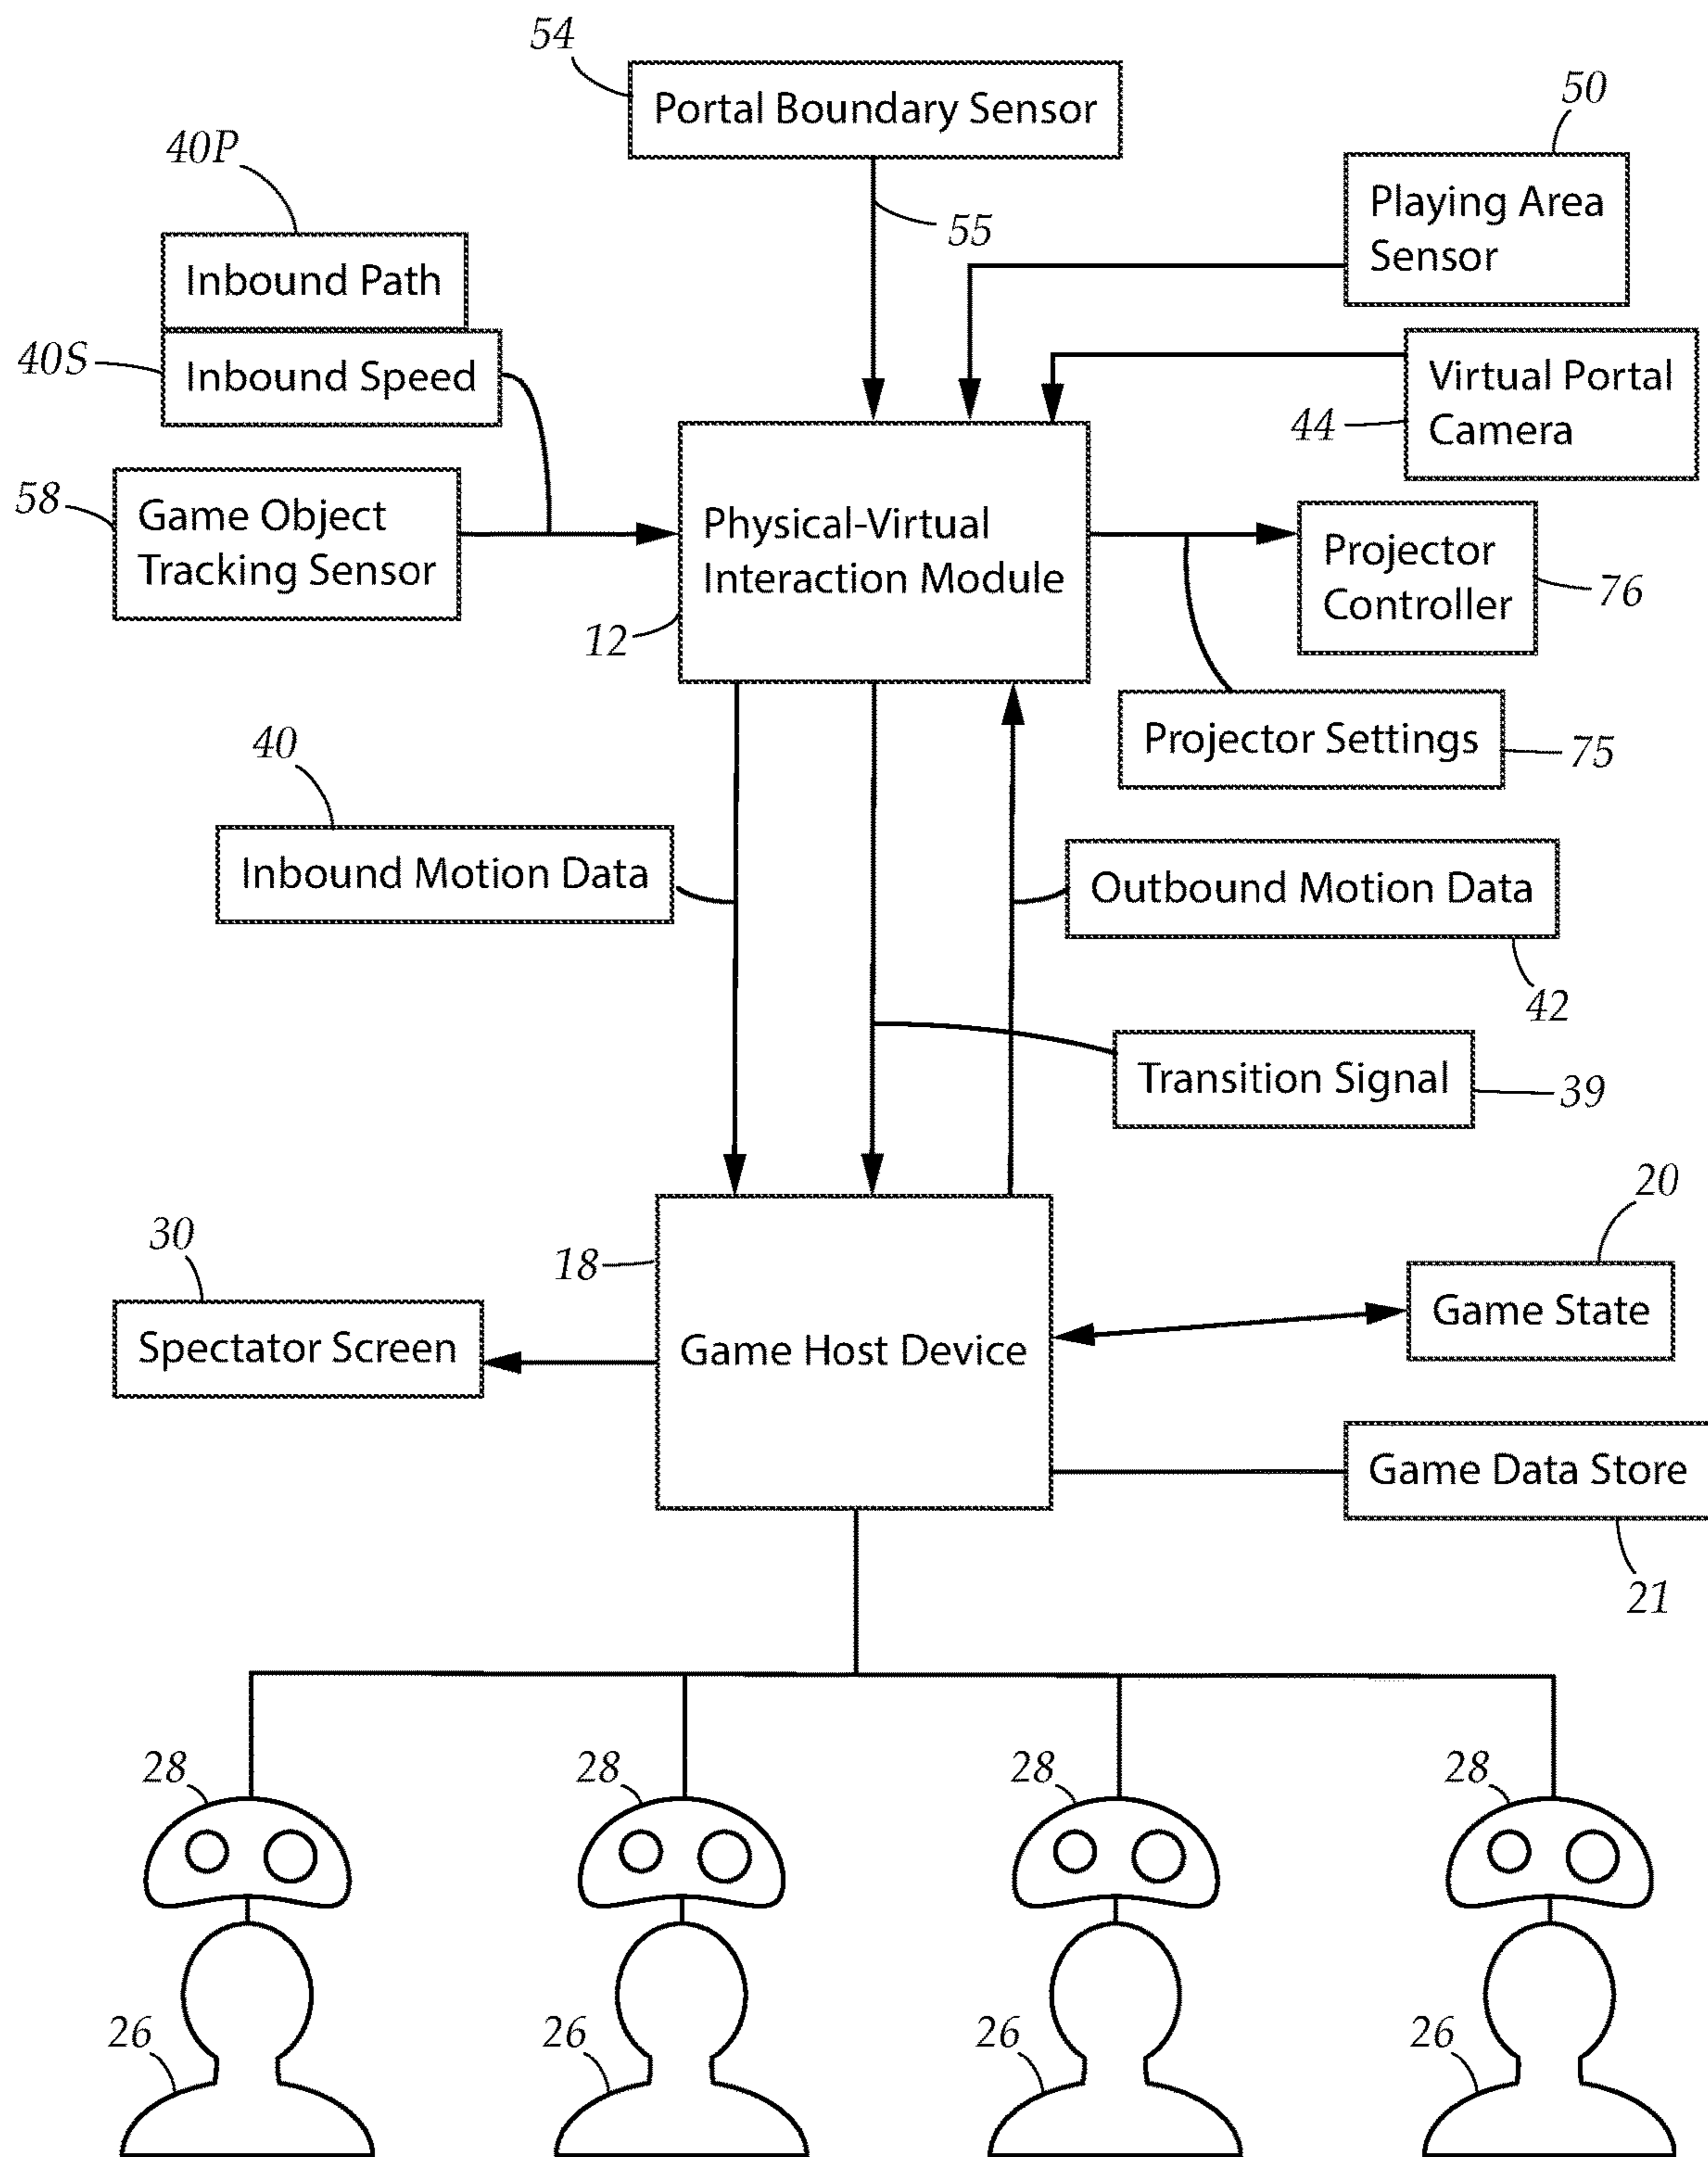 54
Portal Boundary Sensor
50
Playing Area
Sensor
40P
55
Inbound Path
40S
Inbound Speed
Virtual Portal
Camera
44
58
Game Object
Tracking Sensor
Physical-Virtual
Interaction Module
12
Projector
Controller
76
Projector Settings
75
40
Inbound Motion Data
Outbound Motion Data
42
Transition Signal
39
20
30
18
Game State
Spectator Screen
Game Host Device
Game Data Store
21
28
28
28
28
26
26
26
26